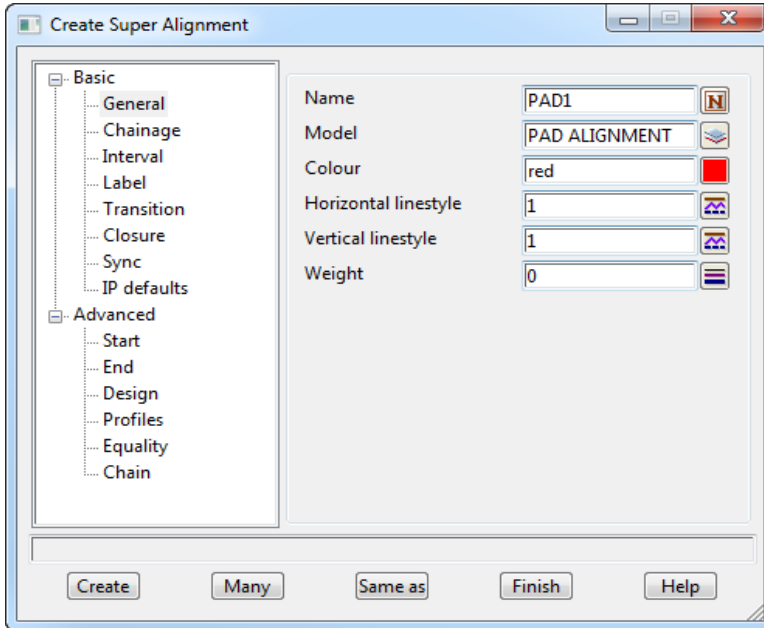 Create Super Alignment
Basic
General
Chainage
Interval
Label
Transition
Closure
Sync
IP defaults
Advanced
Start
End
Design
Profiles
Equality
Chain
Name PAD1 N
Model PAD ALIGNMENT
Colour red
Horizontal linestyle 1
Vertical linestyle 1
Weight 0
Create Many Same as Finish Help